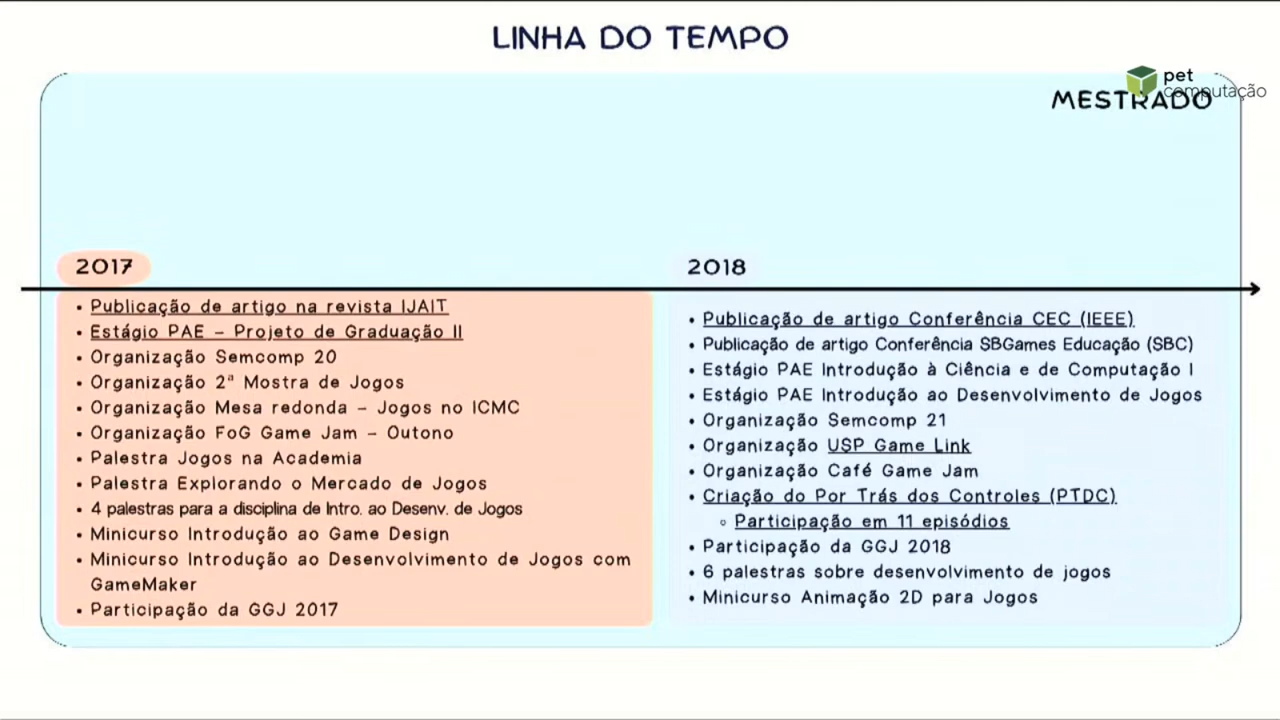 LINHA DO TEMPO
pet
computação
MESTRADO
2017
• Publicação de artigo na revista IJAIT
• Estágio PAE – Projeto de Graduação II
• Organização Semcomp 20
• Organização 2ª Mostra de Jogos
• Organização Mesa redonda – Jogos no ICMC
• Organização FoG Game Jam – Outono
• Palestra Jogos na Academia
• Palestra Explorando o Mercado de Jogos
• 4 palestras para a disciplina de Intro. ao Desenv. de Jogos
• Minicurso Introdução ao Game Design
• Minicurso Introdução ao Desenvolvimento de Jogos com
GameMaker
• Participação da GGJ 2017
2018
• Publicação de artigo Conferência CEC (IEEE)
• Publicação de artigo Conferência SBGames Educação (SBC)
• Estágio PAE Introdução à Ciência e de Computação I
• Estágio PAE Introdução ao Desenvolvimento de Jogos
• Organização Semcomp 21
• Organização USP Game Link
• Organização Café Game Jam
• Criação do Por Trás dos Controles (PTDC)
◦ Participação em 11 episódios
• Participação da GGJ 2018
• 6 palestras sobre desenvolvimento de jogos
• Minicurso Animação 2D para Jogos